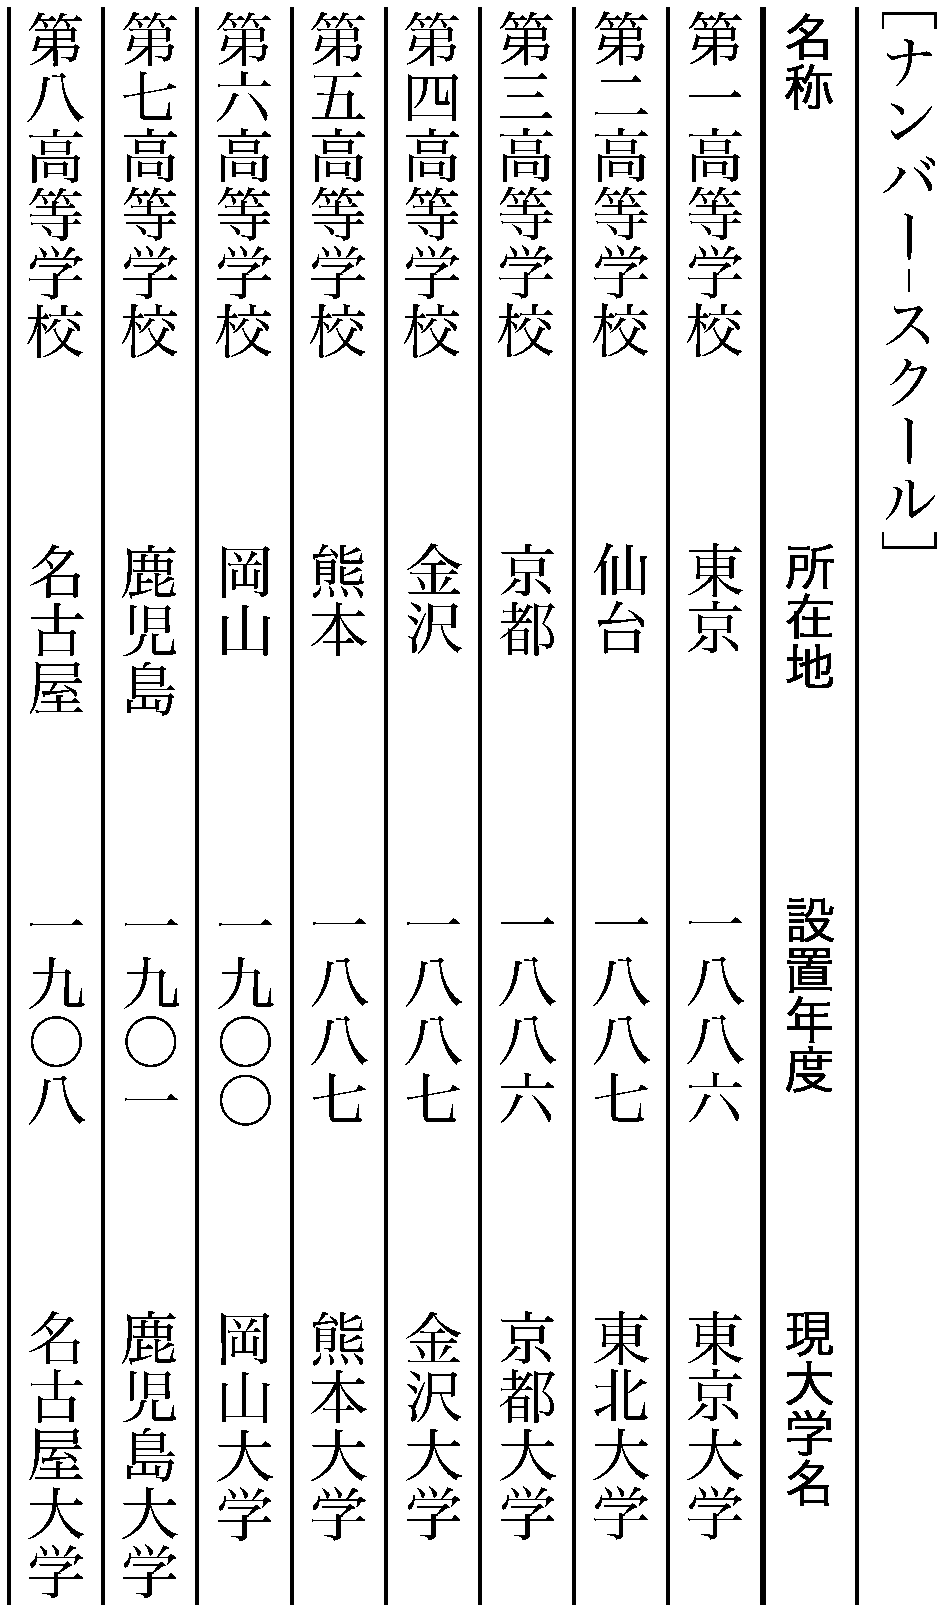 ［ナンバー‐スクール］
名称 所在地 設置年度 現大学名
第一高等学校 東京 一八八六 東京大学
第二高等学校 仙台 一八八七 東北大学
第三高等学校 京都 一八八六 京都大学
第四高等学校 金沢 一八八七 金沢大学
第五高等学校 熊本 一八八七 熊本大学
第六高等学校 岡山 一九〇〇 岡山大学
第七高等学校 鹿児島 一九〇一 鹿児島大学
第八高等学校 名古屋 一九〇八 名古屋大学